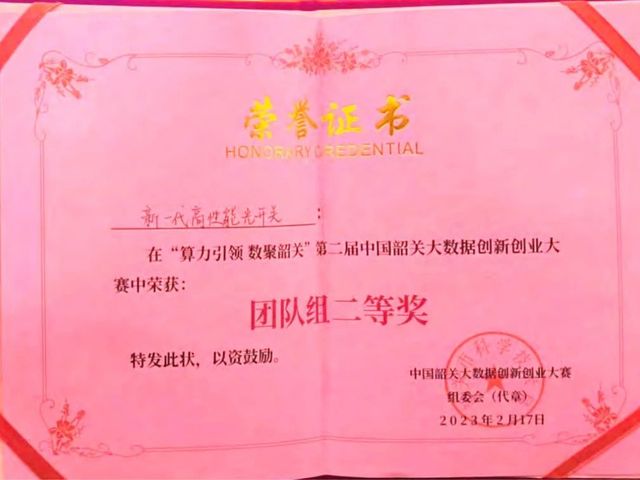 荣誉证书
HONORARY CREDENTIAL
新一代高性能光开关：
在“算力引领 数聚韶关”第二届中国韶关大数据创新创业大
赛中荣获：
团队组二等奖
特发此状，以资鼓励。
中国韶关大数据创新创业大赛
组委会（代章）
2023年2月17日